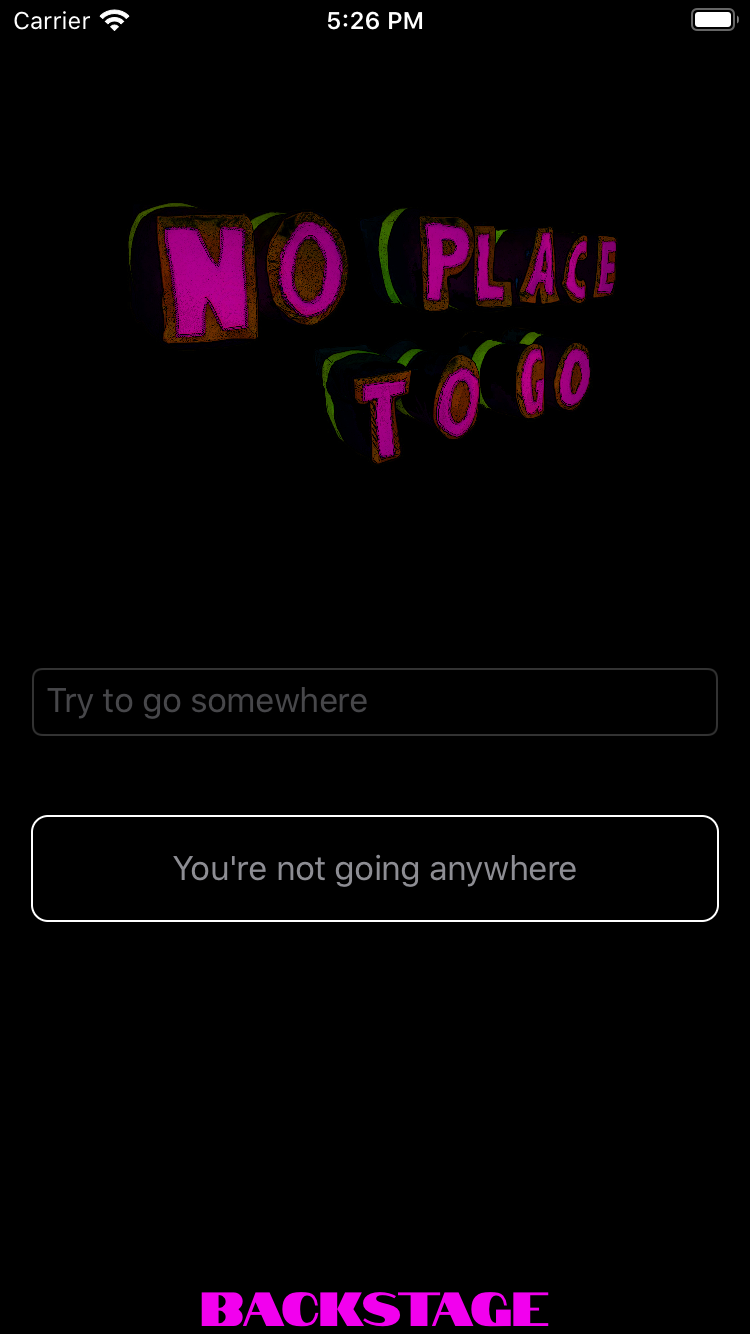 Carrier 5:26 PM
NO PLACE
TO GO
Try to go somewhere
You're not going anywhere
BACKSTAGE